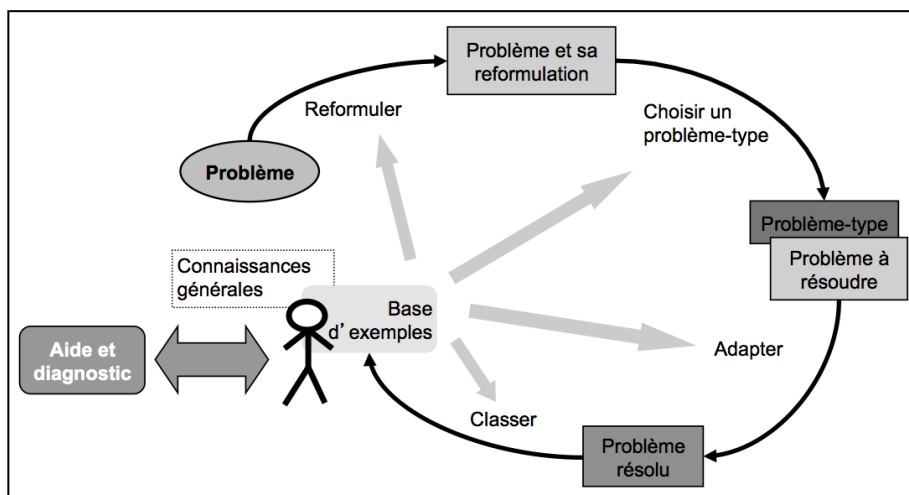 Problème et sa
reformulation
Reformuler
Choisir un
problème-type
Problème
Problème-type
Problème à
résoudre
Connaissances
générales
Base
d'exemples
Aide et
diagnostic
Adapter
Classer
Problème
résolu